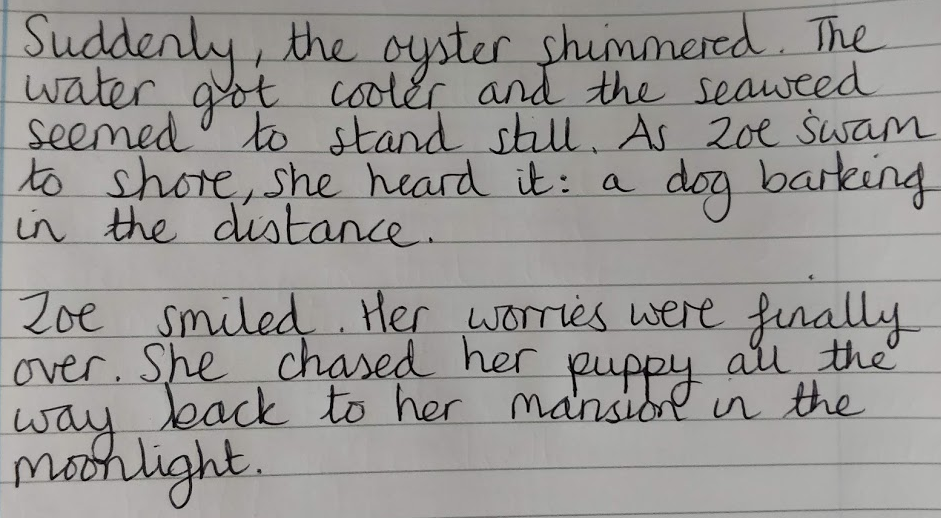 Suddenly, the oyster shimmered. The
water got cooler and the seaweed
seemed to stand still. As Zoe swam
to shore, she heard it: a dog barking
in the distance.
Zoe smiled. Her worries were finally
over. She chased her puppy all the
way back to her mansion in the
moonlight.